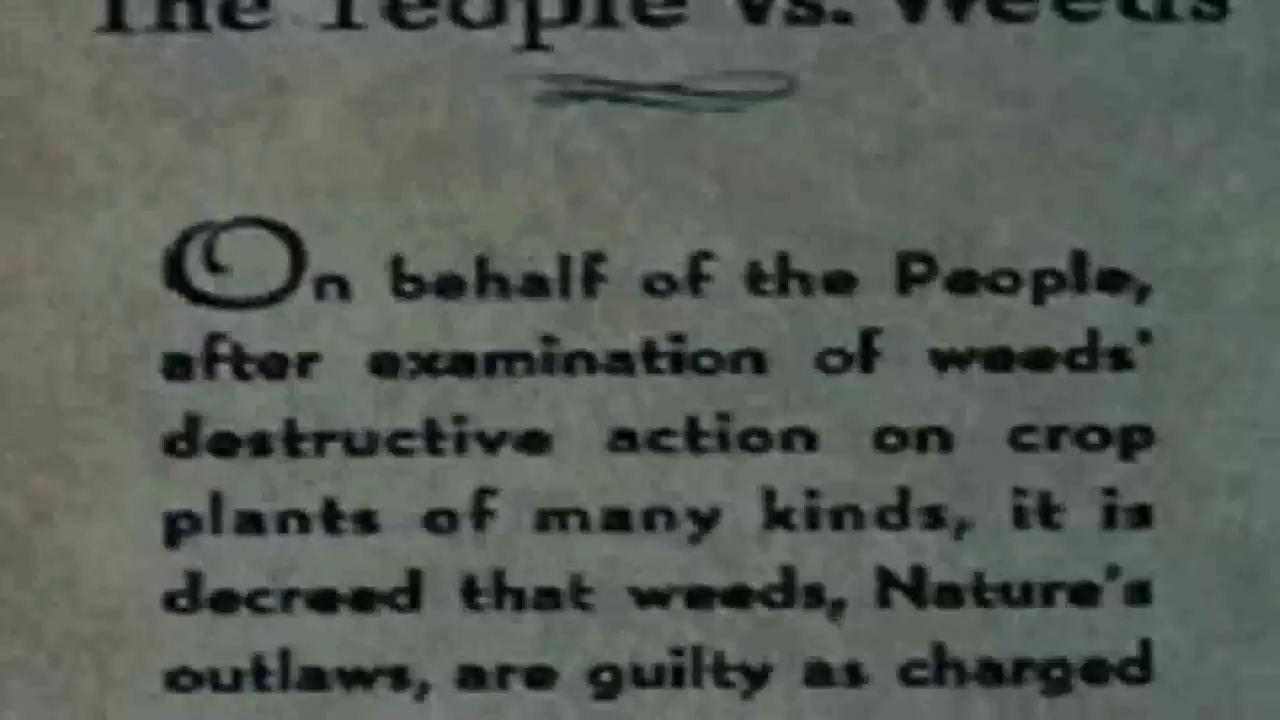 The People vs. Weeds
On behalf of the People,
after examination of weeds'
destructive action on crop
plants of many kinds, it is
decreed that weeds, Nature's
outlaws, are guilty as charged